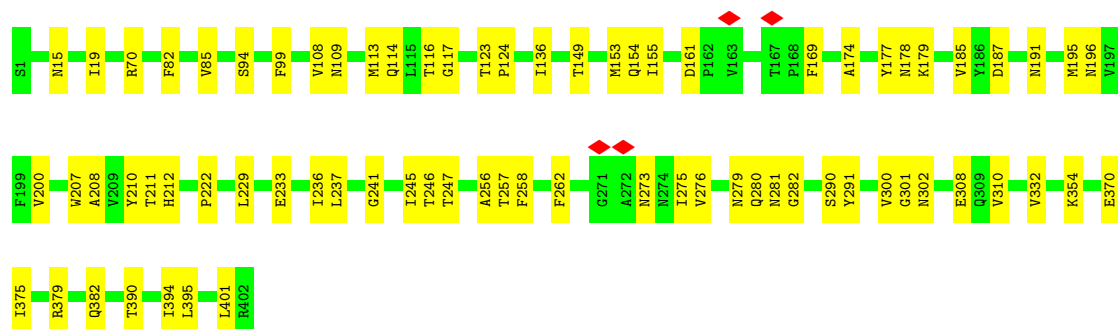 S1 N15 I19 R70 F82 V85 S94 F99 V108 N109 M113 Q114 L115 T116 G117 T123 P124 I136 T149 M153 Q154 I155 D161 P162 V163 T167 P168 F169 A174 Y177 N178 K179 V185 Y186 D187 N191 M195 N196 V197
F199 V200 W207 A208 V209 Y210 T211 H212 P222 L229 E233 I236 L237 G241 I245 T246 T247 A256 T257 F258 F262 G271 A272 N273 N274 I275 V276 N279 Q280 N281 G282 S290 Y291 V300 G301 N302 E308 Q309 V310 V332 K354 E370
I375 R379 Q382 T390 I394 L395 L401 R402